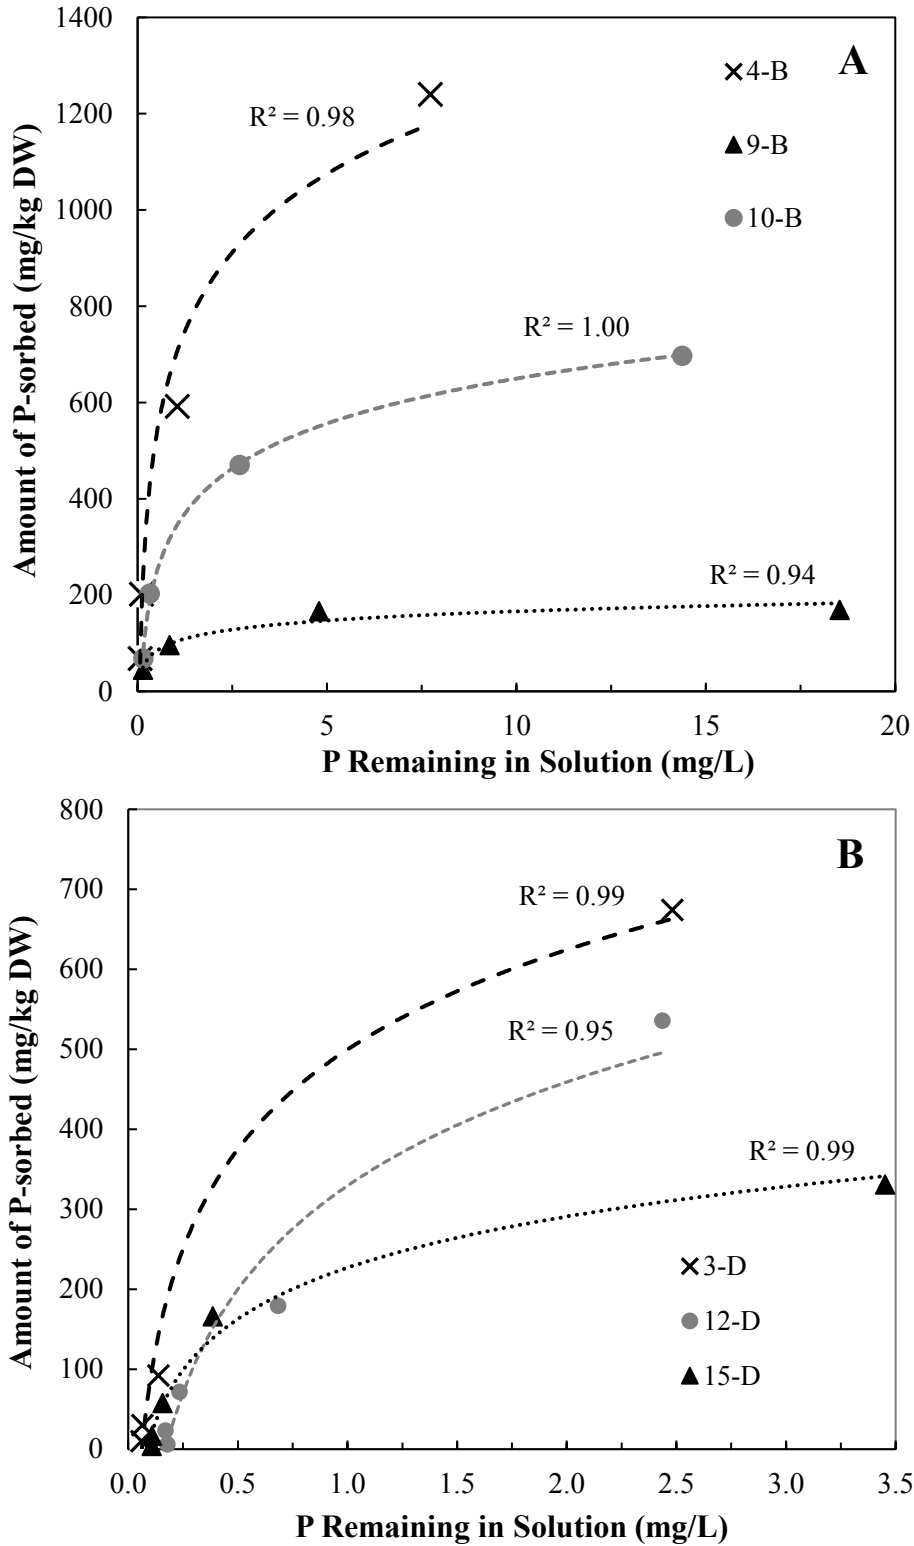 1400
1200
1000
800
600
400
200
0
Amount of P-sorbed (mg/kg DW)
A
4-B
9-B
10-B
R² = 0.98
R² = 1.00
R² = 0.94
0 5 10 15 20
P Remaining in Solution (mg/L)
800
700
600
500
400
300
200
100
0
Amount of P-sorbed (mg/kg DW)
B
R² = 0.99
R² = 0.95
R² = 0.99
3-D
12-D
15-D
0.0 0.5 1.0 1.5 2.0 2.5 3.0 3.5
P Remaining in Solution (mg/L)